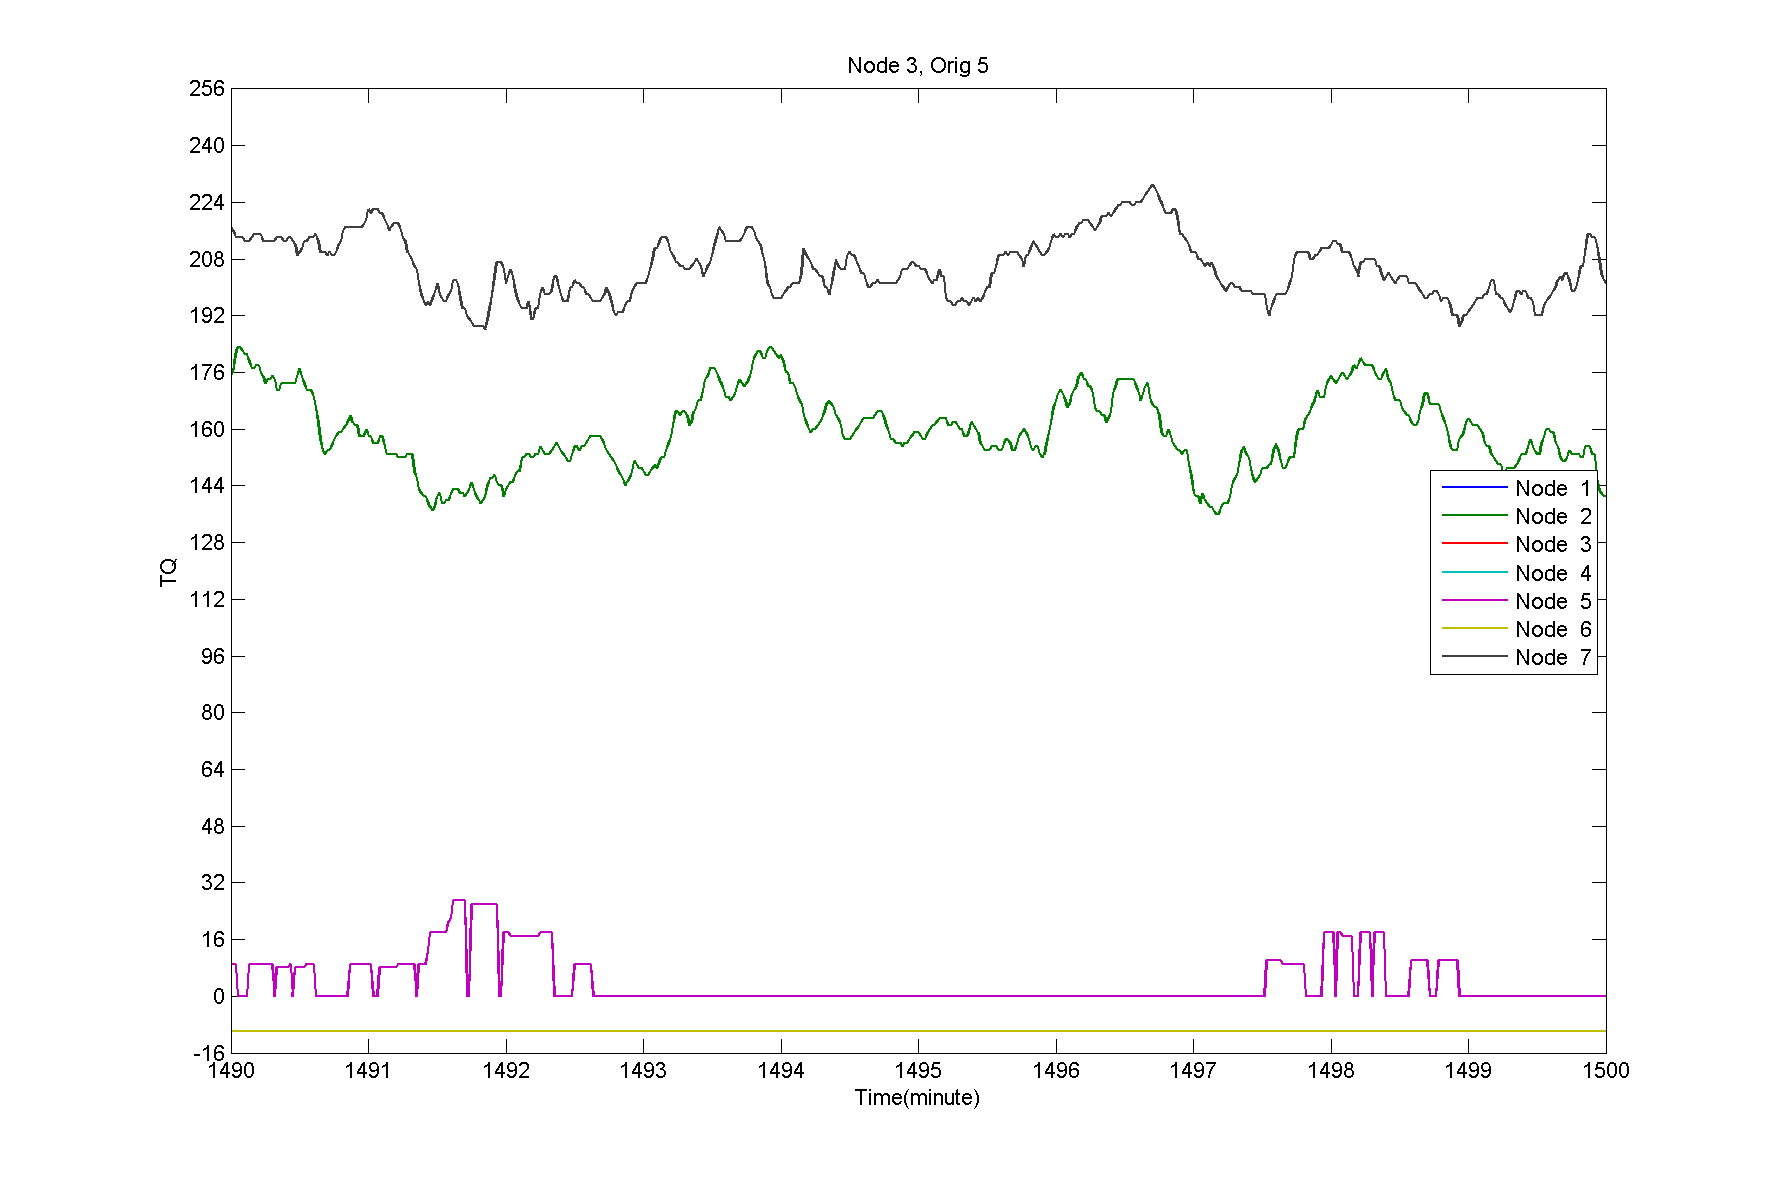 Node 3, Orig 5
256
240
224
208
192
176
160
144
128
112
96
80
64
48
32
16
0
-16
TQ
Node 1
Node 2
Node 3
Node 4
Node 5
Node 6
Node 7
1490 1491 1492 1493 1494 1495 1496 1497 1498 1499 1500
Time(minute)